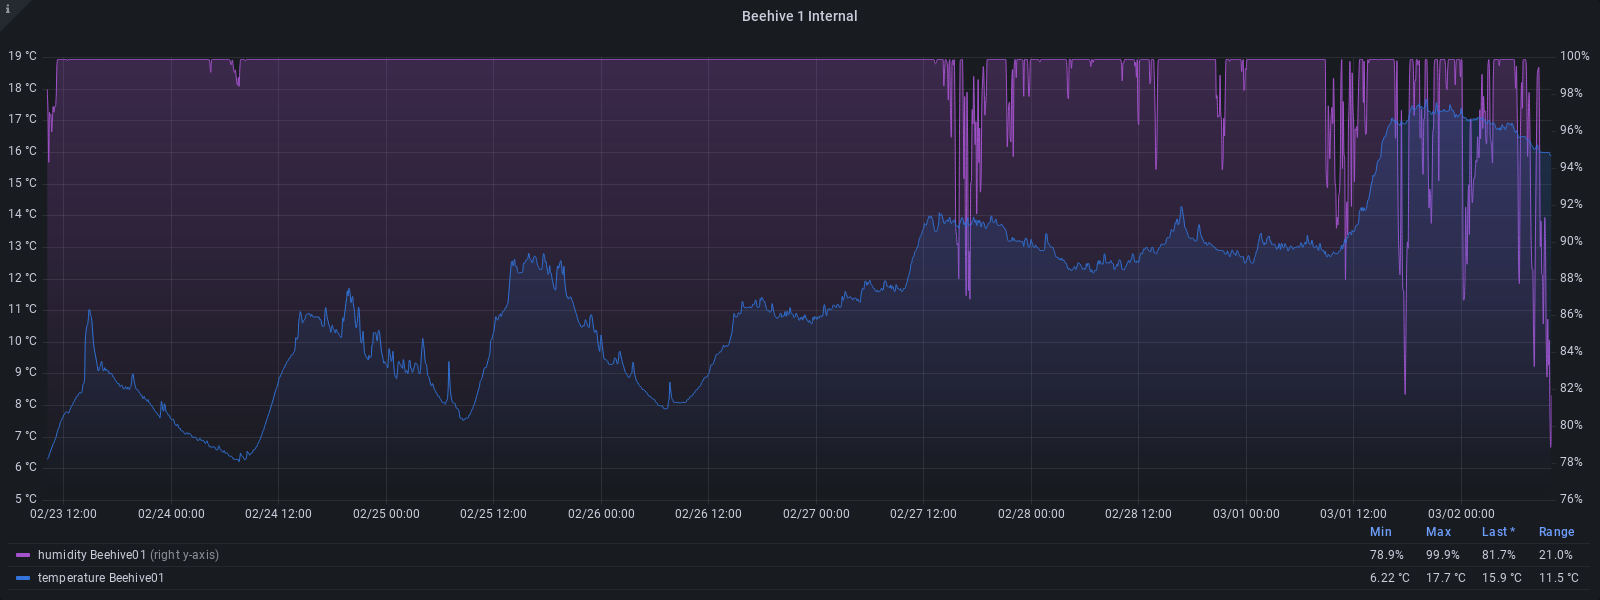 i
Beehive 1 Internal
19 °C 100%
18 °C 98%
17 °C 96%
16 °C 94%
15 °C 92%
14 °C 90%
13 °C 88%
12 °C 86%
11 °C 84%
10 °C 82%
9 °C 80%
8 °C 78%
7 °C 76%
6 °C
5 °C
02/23 12:00 02/24 00:00 02/24 12:00 02/25 00:00 02/25 12:00 02/26 00:00 02/26 12:00 02/27 00:00 02/27 12:00 02/28 00:00 02/28 12:00 03/01 00:00 03/01 12:00 03/02 00:00
Min Max Last * Range
humidity Beehive01 (right y-axis) 78.9% 99.9% 81.7% 21.0%
temperature Beehive01 6.22 °C 17.7 °C 15.9 °C 11.5 °C